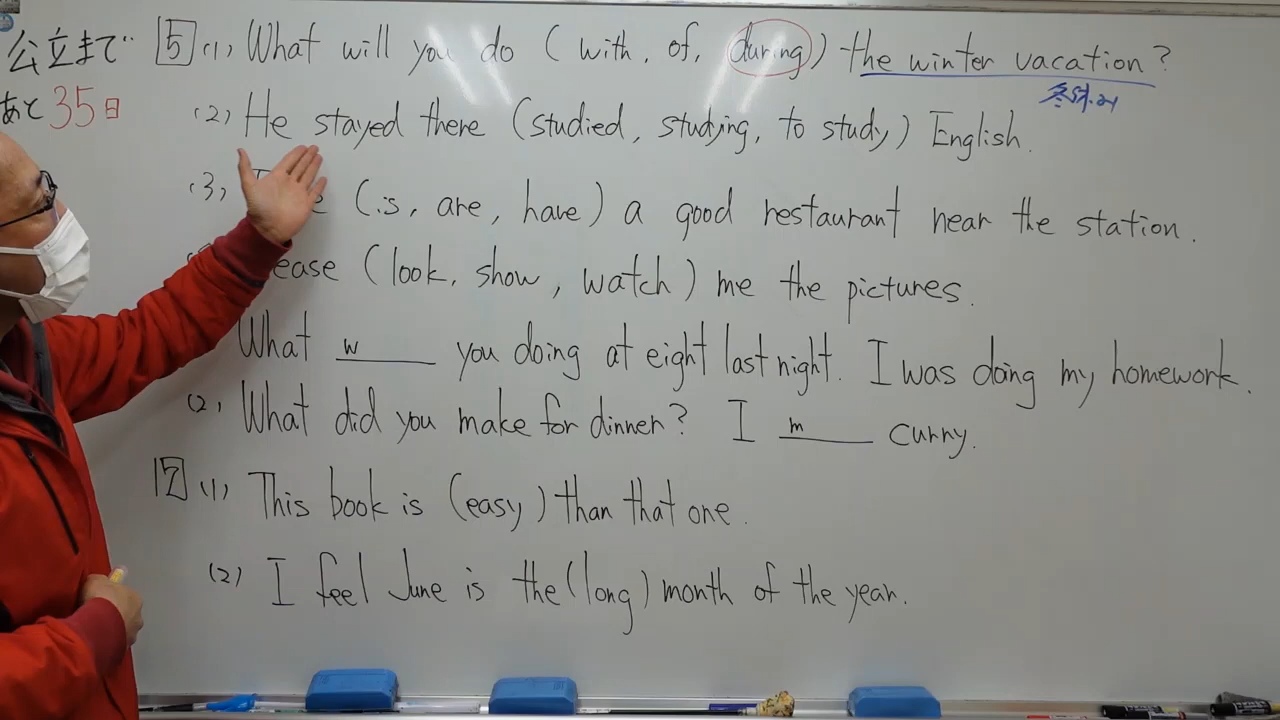 公立まで
あと35日
5 (1) What will you do (with, of, during) the winter vacation?
冬休み
(2) He stayed there (studied, studying, to study) English.
(3) (is, are, have) a good restaurant near the station.
ease (look, show, watch) me the pictures.
What w____ you doing at eight last night. I was doing my homework.
(2) What did you make for dinner? I m____ curry.
7 (1) This book is (easy) than that one.
(2) I feel June is the (long) month of the year.